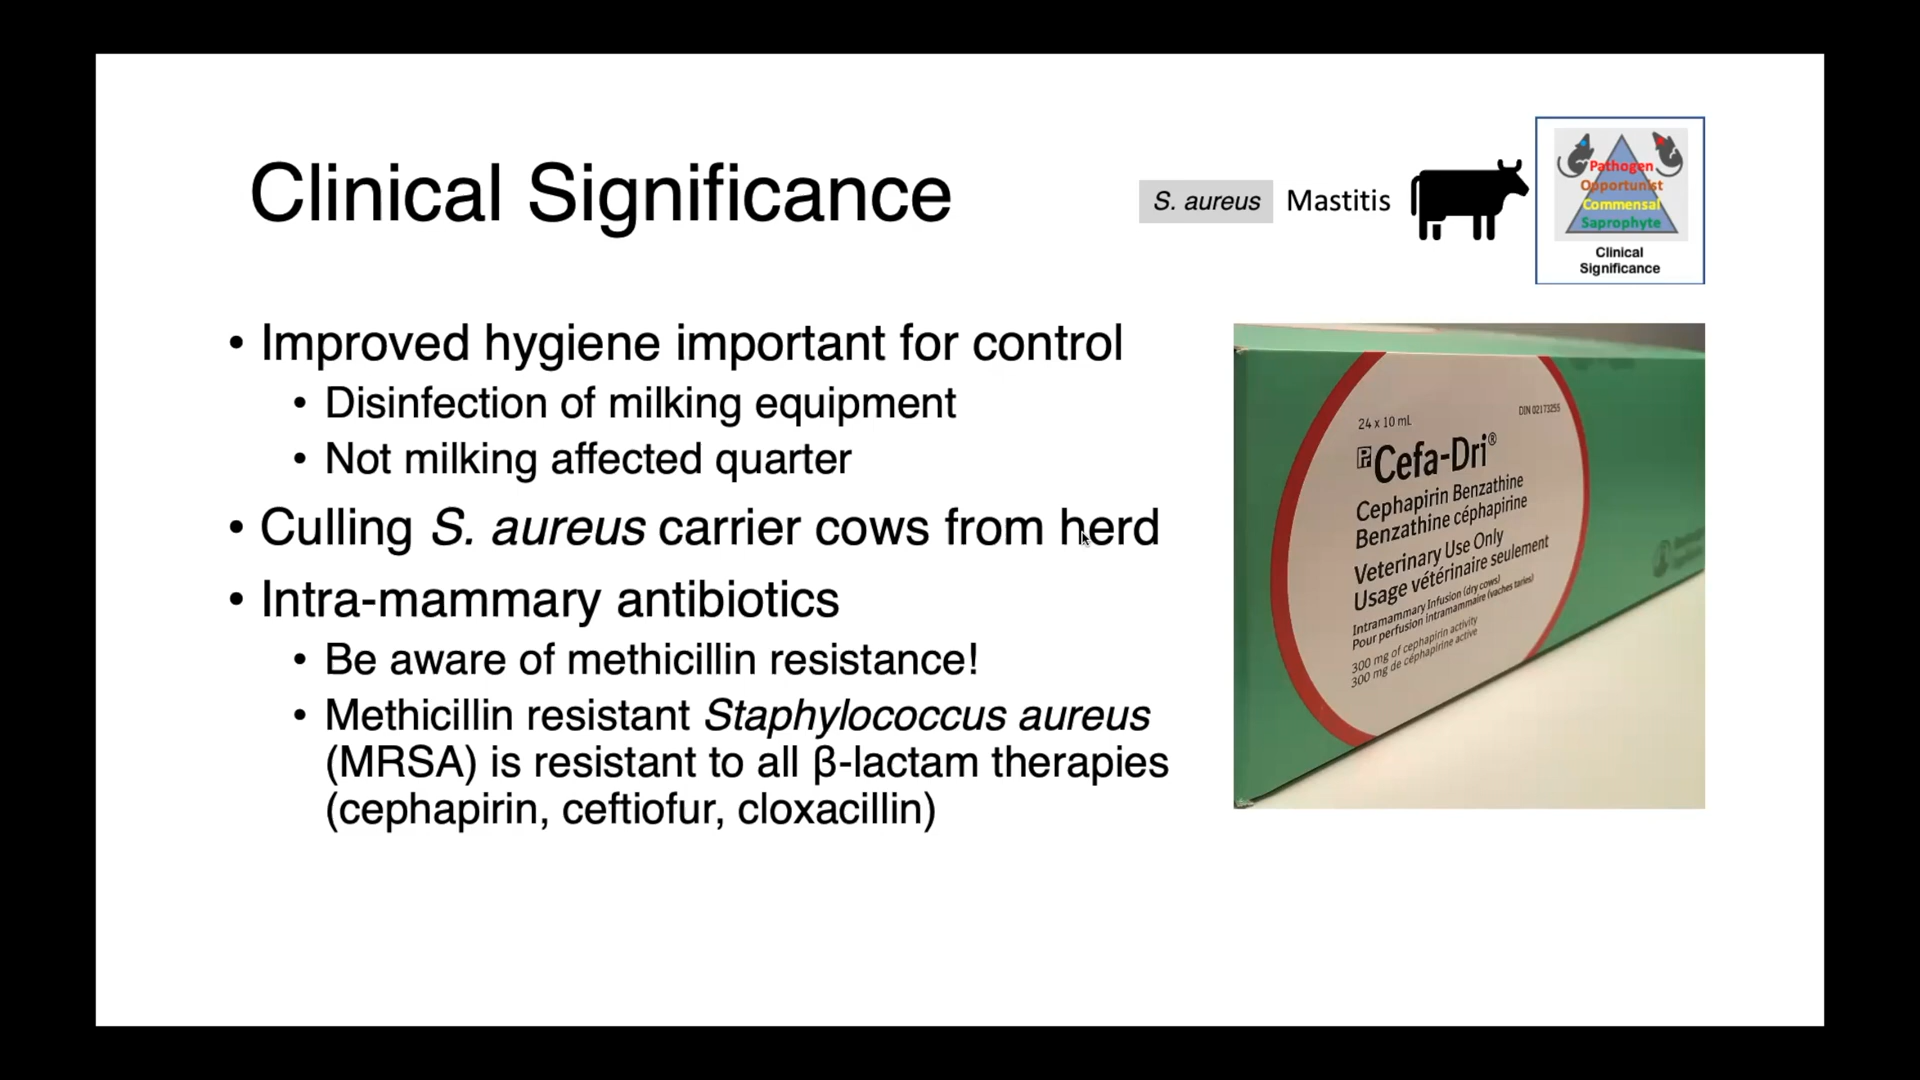 Clinical Significance
S. aureus Mastitis
Pathogen
Opportunist
Commensal
Saprophyte
Clinical
Significance
• Improved hygiene important for control
• Disinfection of milking equipment
• Not milking affected quarter
• Culling S. aureus carrier cows from herd
• Intra-mammary antibiotics
• Be aware of methicillin resistance!
• Methicillin resistant Staphylococcus aureus
(MRSA) is resistant to all β-lactam therapies
(cephapirin, ceftiofur, cloxacillin)
24 x 10 mL
DIN 02173255
Pr Cefa-Dri®
Cephapirin Benzathine
Benzathine céphapirine
Veterinary Use Only
Usage vétérinaire seulement
Intramammary Infusion (dry cows)
Pour perfusion intramammaire (vaches taries)
300 mg of cephapirin activity
300 mg de céphapirine active